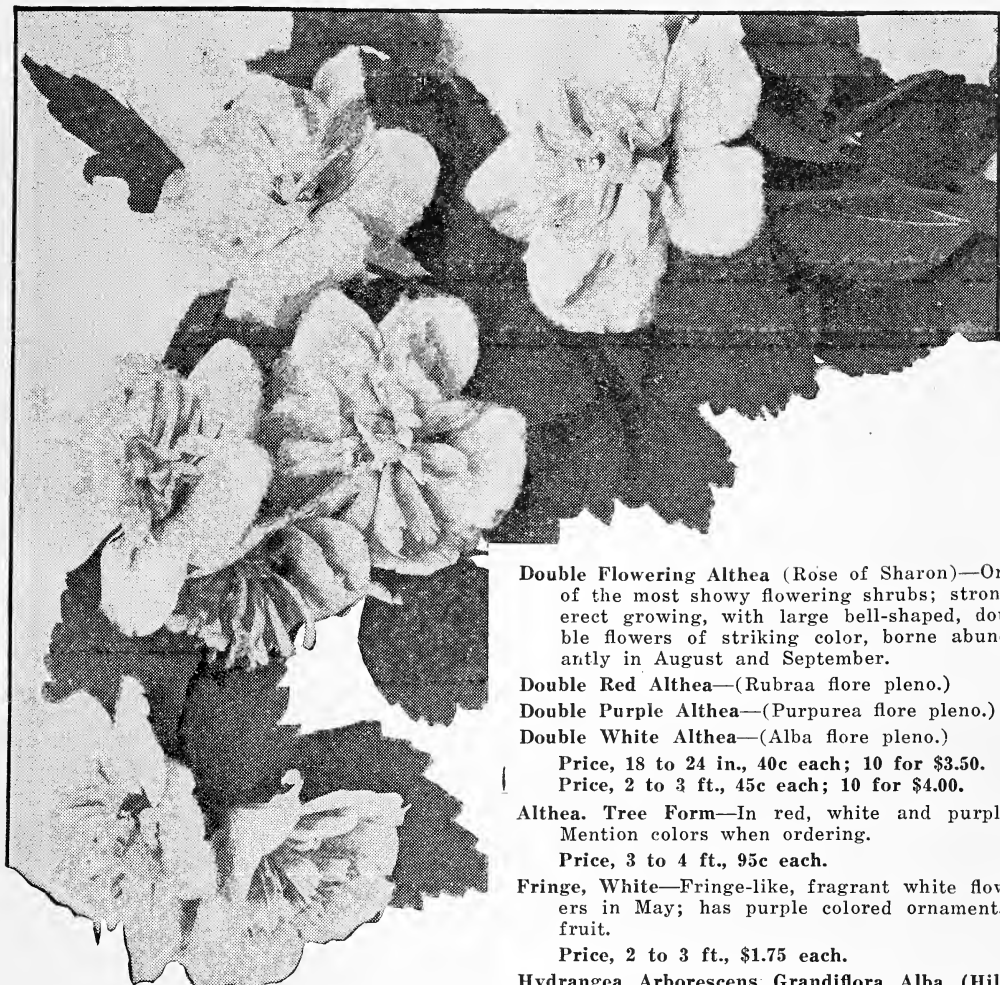 Double Flowering Althea (Rose of Sharon)—On
of the most showy flowering shrubs; stron
erect growing, with large bell-shaped, dou
ble flowers of striking color, borne abun
antly in August and September.
Double Red Althea—(Rubraa flore pleno.)
Double Purple Althea—(Purpurea flore pleno.)
Double White Althea—(Alba flore pleno.)
Price, 18 to 24 in., 40c each; 10 for $3.50.
Price, 2 to 3 ft., 45c each; 10 for $4.00.
Althea. Tree Form—In red, white and purpl
Mention colors when ordering.
Price, 3 to 4 ft., 95c each.
Fringe, White—Fringe-like, fragrant white flow
ers in May; has purple colored ornament
fruit.
Price, 2 to 3 ft., $1.75 each.
Hydrangea Arborescens Grandiflora Alba (Hil